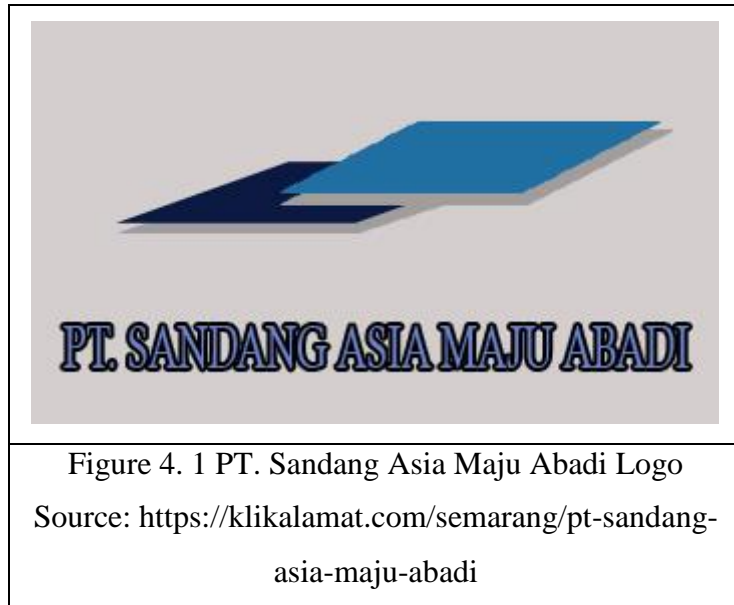 PT. SANDANG ASIA MAJU ABADI
Figure 4. 1 PT. Sandang Asia Maju Abadi Logo
Source: https://klikalamat.com/semarang/pt-sandang-
asia-maju-abadi